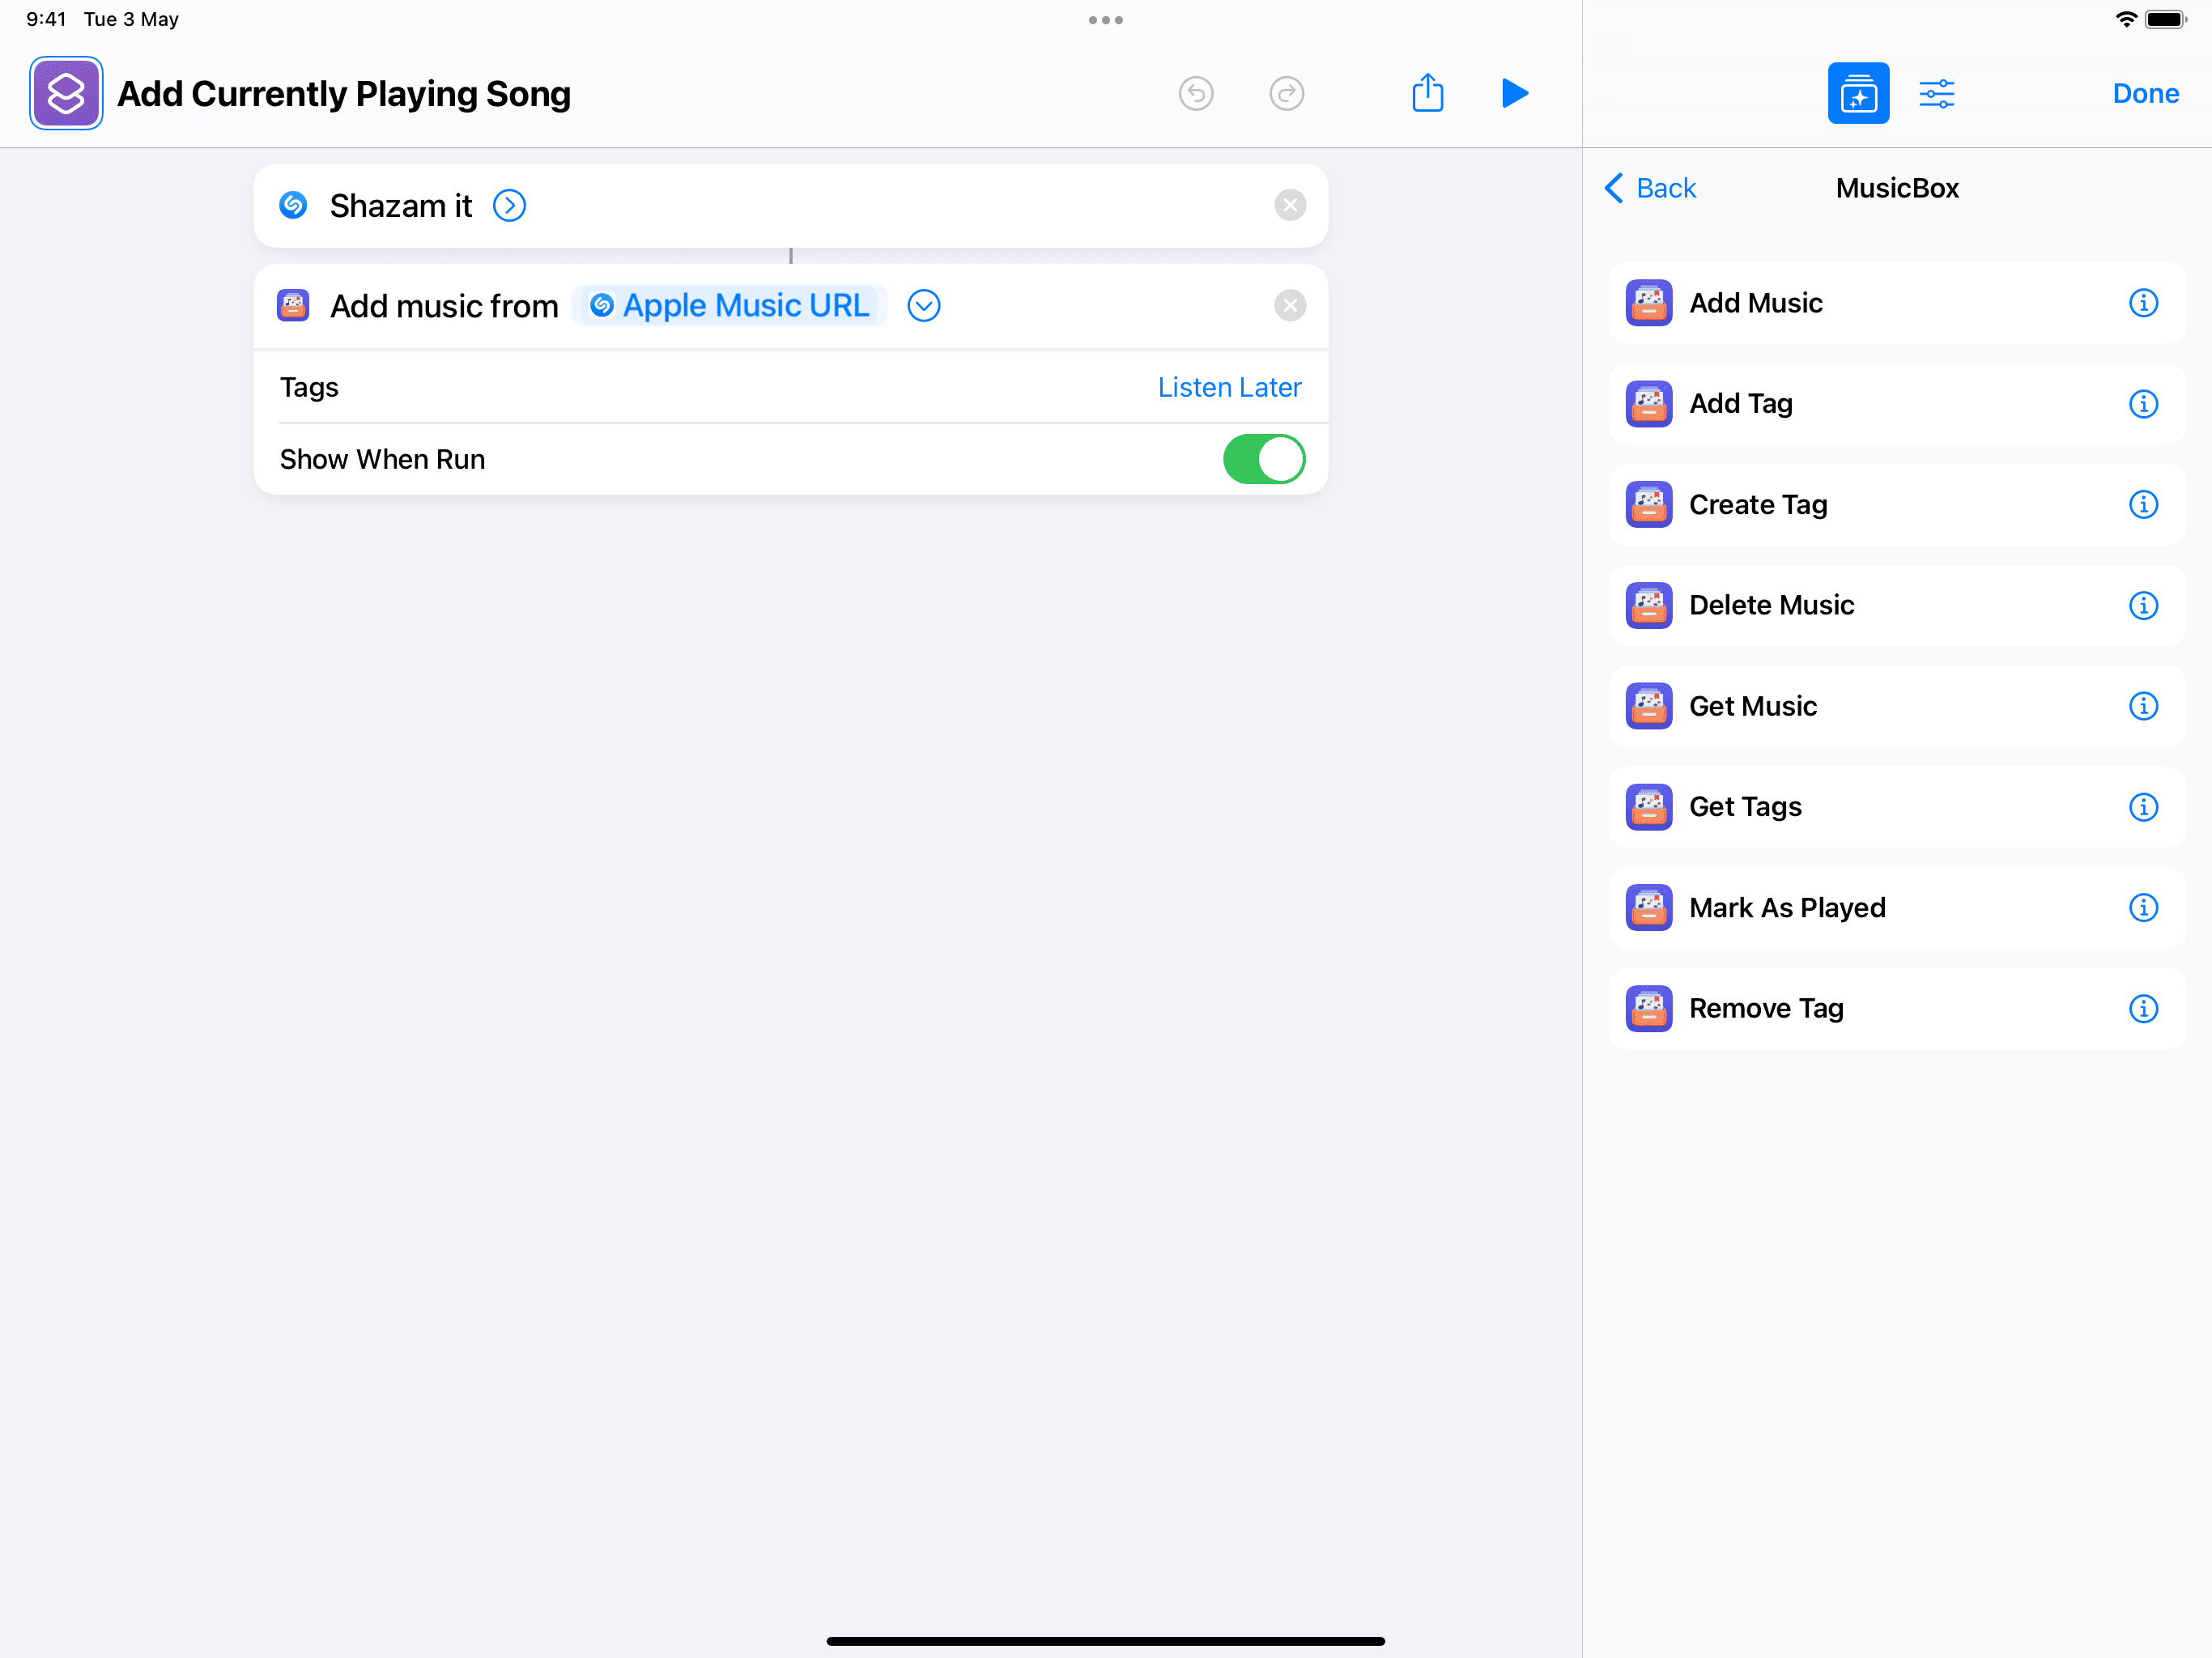 9:41 Tue 3 May
Add Currently Playing Song
Done
Shazam it
Add music from Apple Music URL
Tags Listen Later
Show When Run
Back MusicBox
Add Music
Add Tag
Create Tag
Delete Music
Get Music
Get Tags
Mark As Played
Remove Tag